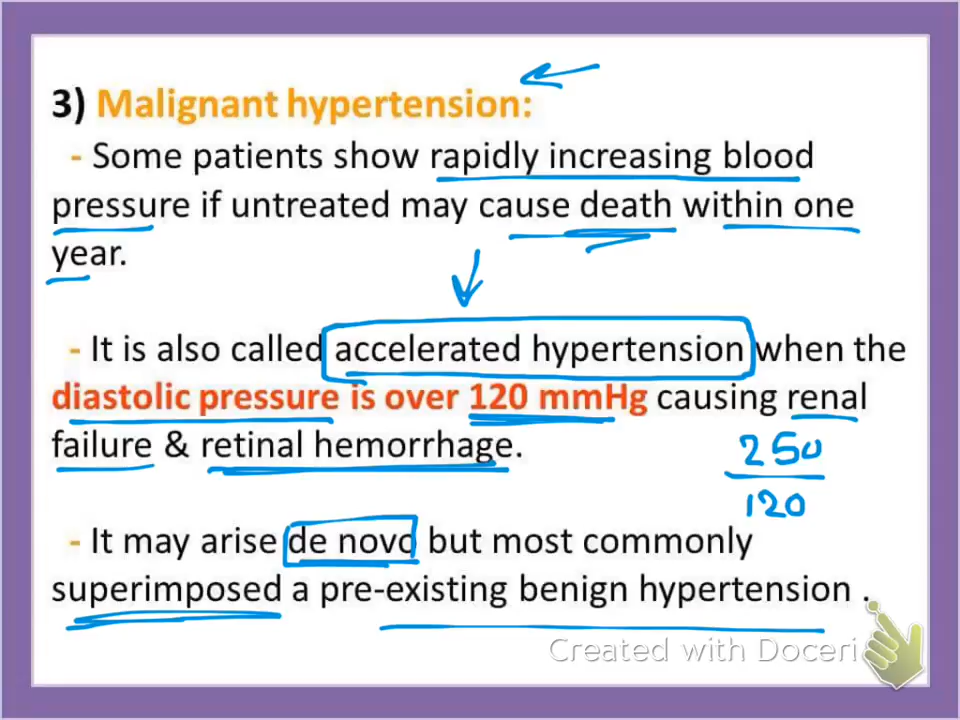 3) Malignant hypertension:
- Some patients show rapidly increasing blood
pressure if untreated may cause death within one
year.
- It is also called accelerated hypertension when the
diastolic pressure is over 120 mmHg causing renal
failure & retinal hemorrhage.
250
120
- It may arise de novo but most commonly
superimposed a pre-existing benign hypertension .
Created with Doceri